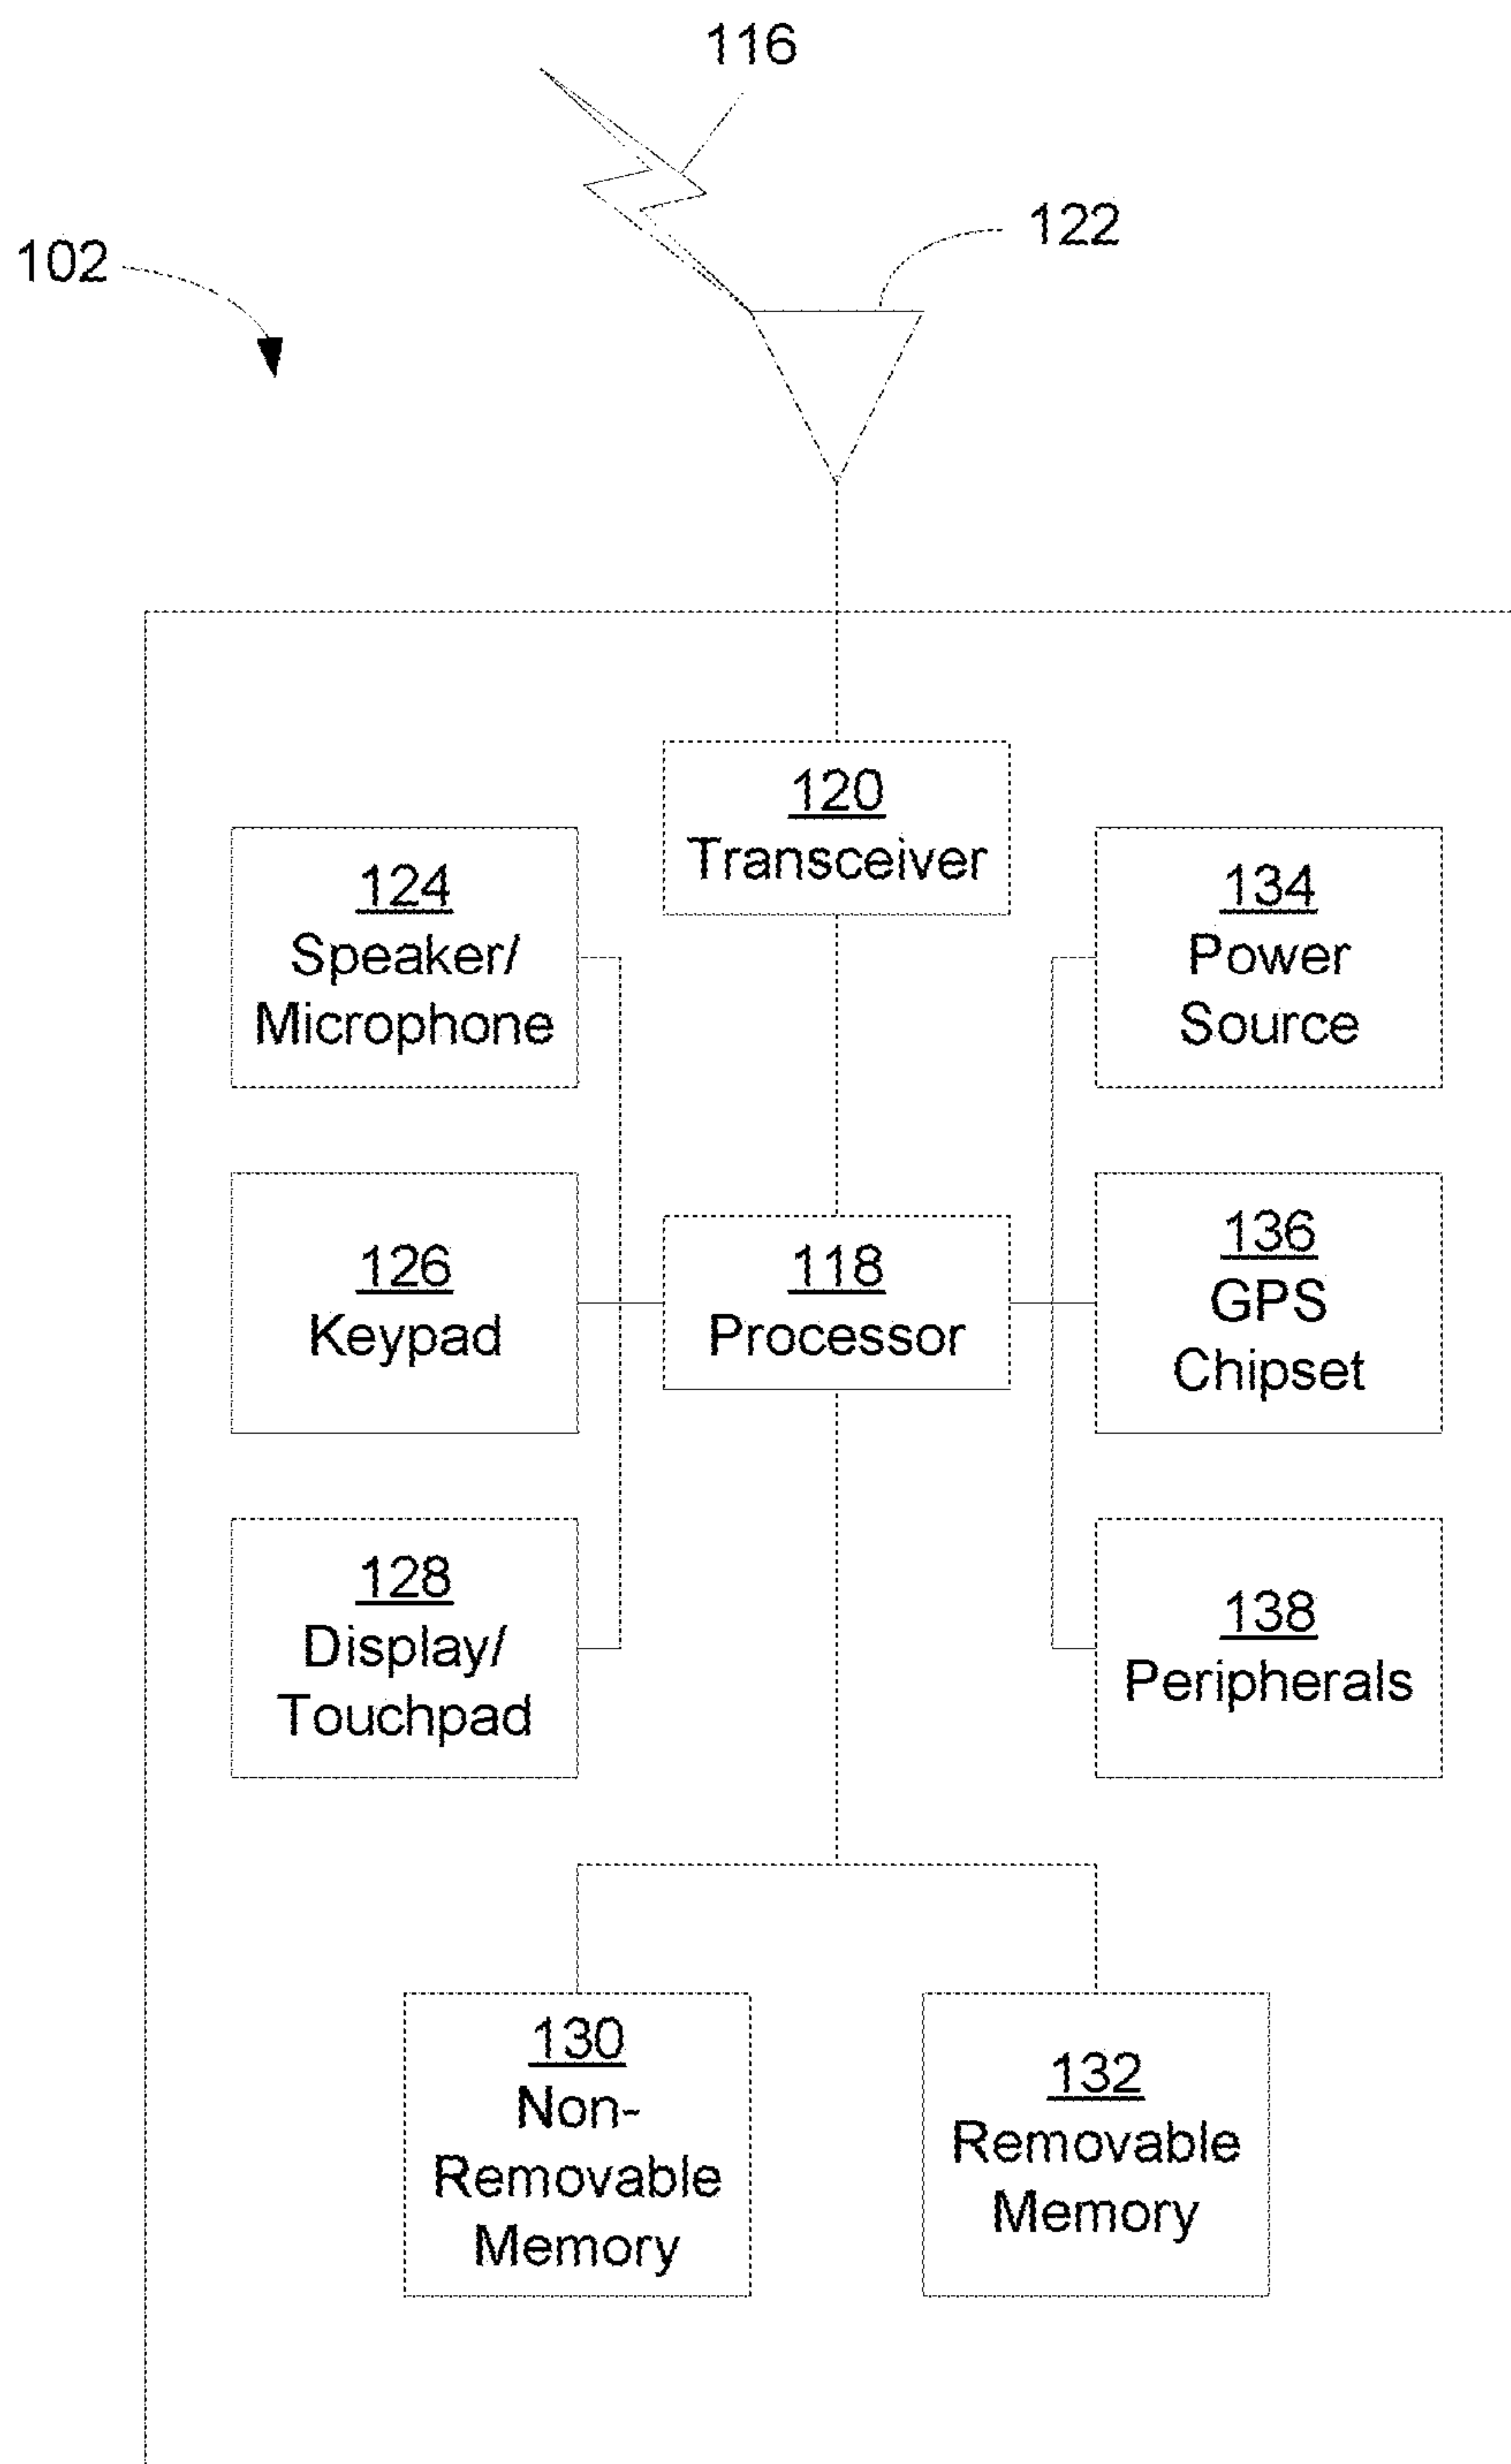 116
122
102
120
Transceiver
124
Speaker/
Microphone
134
Power
Source
126
Keypad
118
Processor
136
GPS
Chipset
128
Display/
Touchpad
138
Peripherals
130
Non-
Removable
Memory
132
Removable
Memory